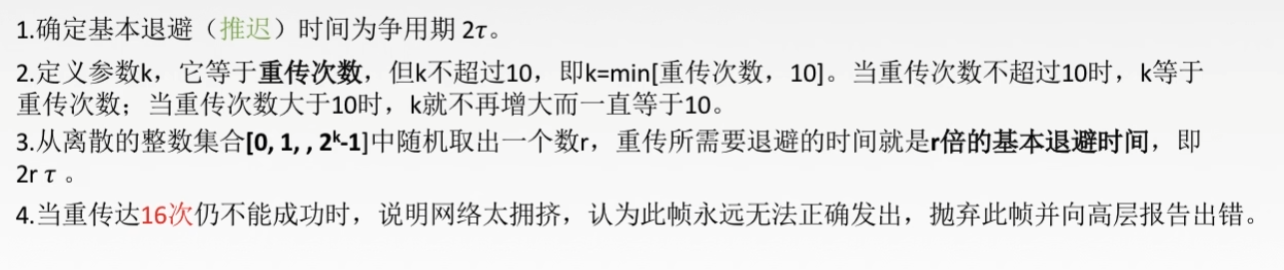 1.确定基本退避（推迟）时间为争用期 2τ。
2.定义参数k，它等于重传次数，但k不超过10，即k=min[重传次数，10]。当重传次数不超过10时，k等于
重传次数；当重传次数大于10时，k就不再增大而一直等于10。
3.从离散的整数集合[0, 1, , 2ᵏ-1]中随机取出一个数r，重传所需要退避的时间就是r倍的基本退避时间，即
2r τ 。
4.当重传达16次仍不能成功时，说明网络太拥挤，认为此帧永远无法正确发出，抛弃此帧并向高层报告出错。